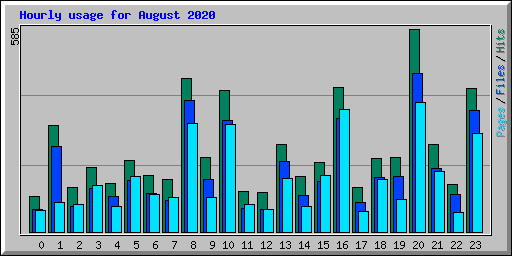 Hourly usage for August 2020
585
Pages/Files/Hits
0 1 2 3 4 5 6 7 8 9 10 11 12 13 14 15 16 17 18 19 20 21 22 23